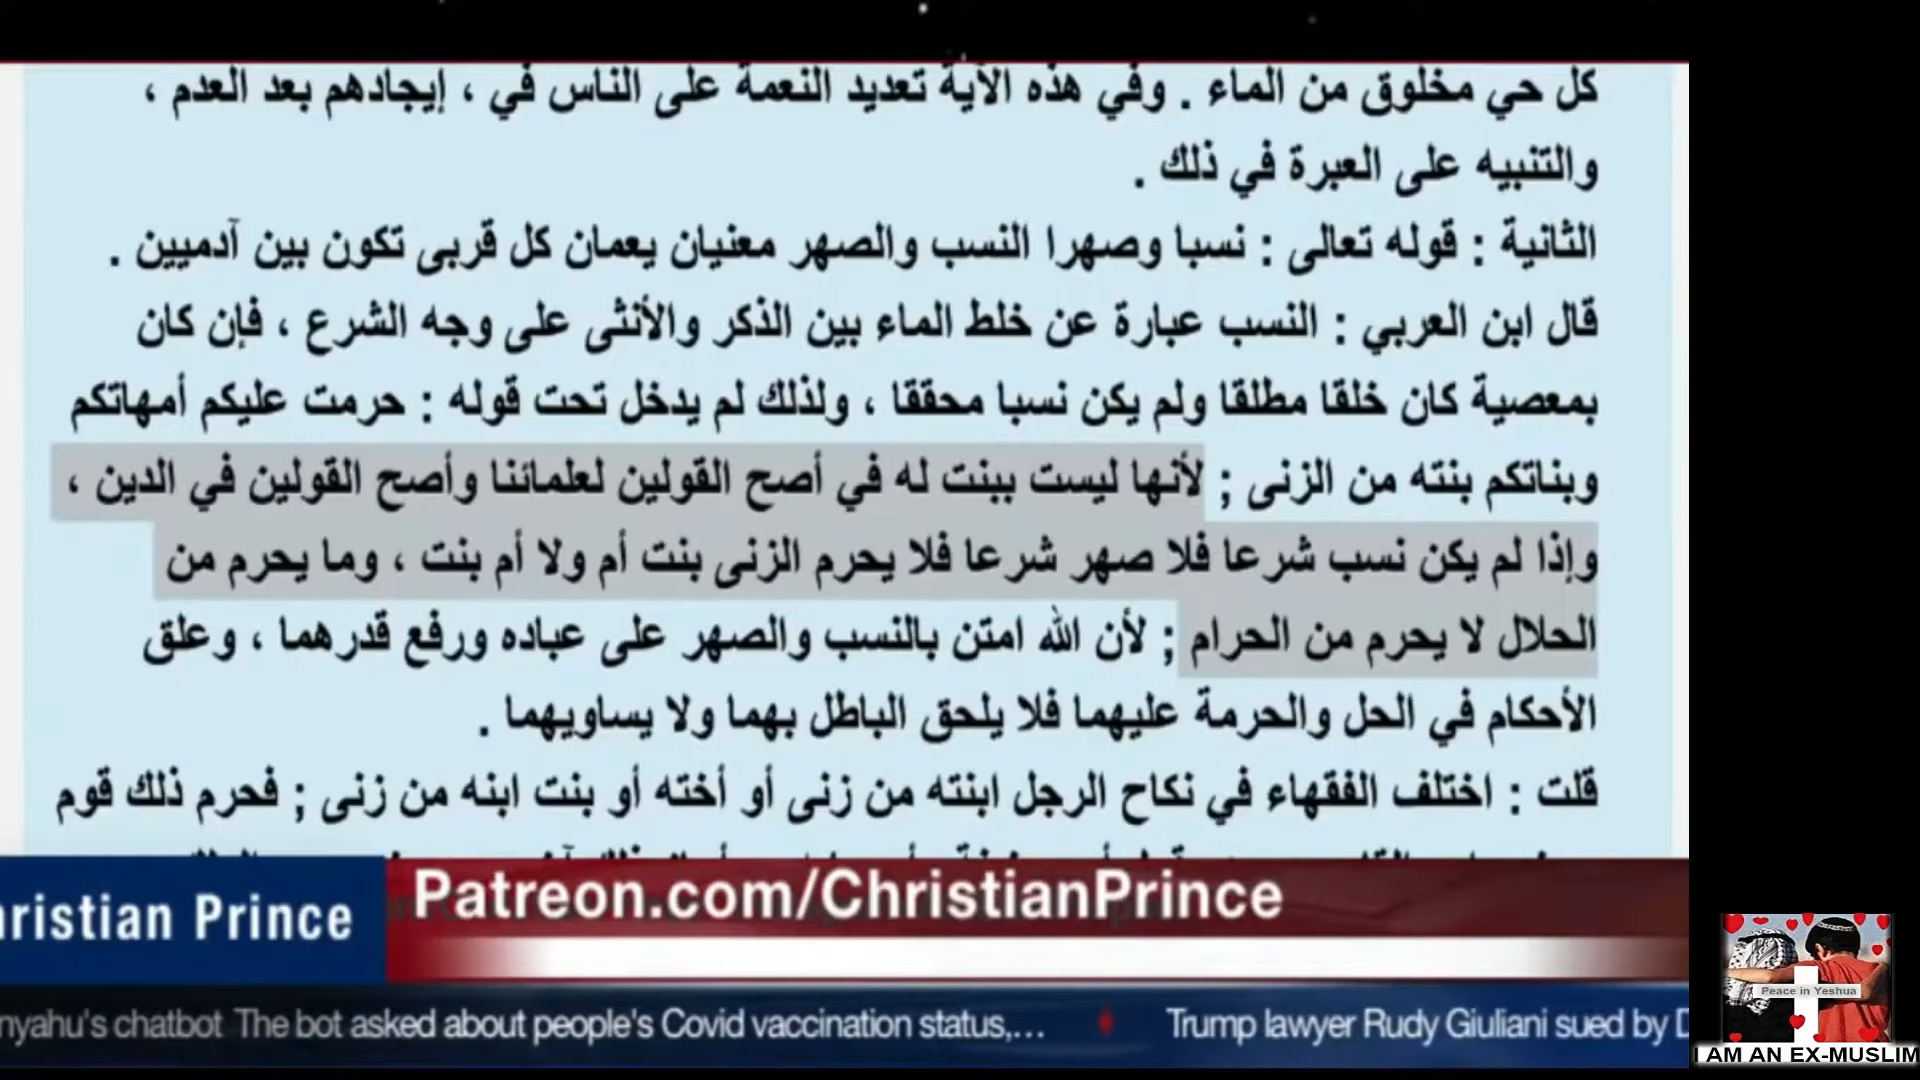 كل حي مخلوق من الماء . وفي هذه الآية تعديد النعمة على الناس في ، إيجادهم بعد العدم ،
والتنبيه على العبرة في ذلك .
الثانية : قوله تعالى : نسبا وصهرا النسب والصهر معنيان يعمان كل قربى تكون بين آدميين .
قال ابن العربي : النسب عبارة عن خلط الماء بين الذكر والأنثى على وجه الشرع ، فإن كان
بمعصية كان خلقا مطلقا ولم يكن نسبا محققا ، ولذلك لم يدخل تحت قوله : حرمت عليكم أمهاتكم
وبناتكم بنته من الزنى ; لأنها ليست ببنت له في أصح القولين لعلمائنا وأصح القولين في الدين ،
وإذا لم يكن نسب شرعا فلا صهر شرعا فلا يحرم الزنى بنت أم ولا أم بنت ، وما يحرم من
الحلال لا يحرم من الحرام ; لأن الله امتن بالنسب والصهر على عباده ورفع قدرهما ، وعلق
الأحكام في الحل والحرمة عليهما فلا يلحق الباطل بهما ولا يساويهما .
قلت : اختلف الفقهاء في نكاح الرجل ابنته من زنى أو أخته أو بنت ابنه من زنى ; فحرم ذلك قوم
hristian Prince
Patreon.com/ChristianPrince
nyahu's chatbot The bot asked about people's Covid vaccination status,... Trump lawyer Rudy Giuliani sued by D
Peace in Yeshua
I AM AN EX-MUSLIM